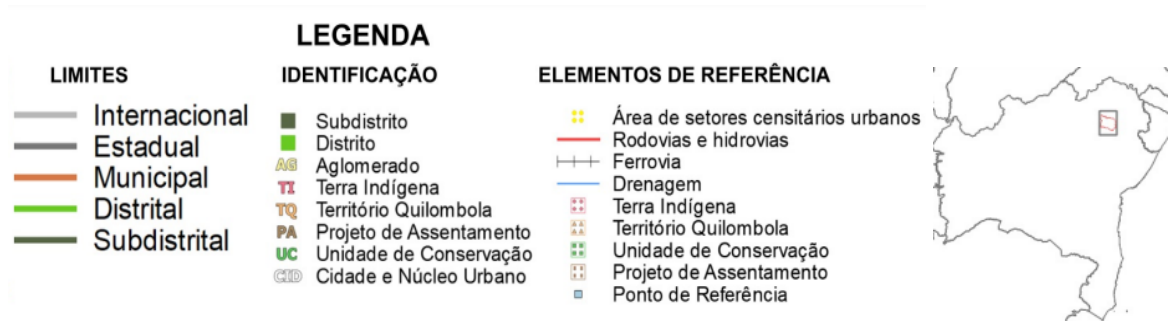 LEGENDA
LIMITES
Internacional
Estadual
Municipal
Distrital
Subdistrital
IDENTIFICAÇÃO
Subdistrito
Distrito
AG Aglomerado
TI Terra Indígena
TQ Território Quilombola
PA Projeto de Assentamento
UC Unidade de Conservação
CID Cidade e Núcleo Urbano
ELEMENTOS DE REFERÊNCIA
Área de setores censitários urbanos
Rodovias e hidrovias
Ferrovia
Drenagem
Terra Indígena
Território Quilombola
Unidade de Conservação
Projeto de Assentamento
Ponto de Referência